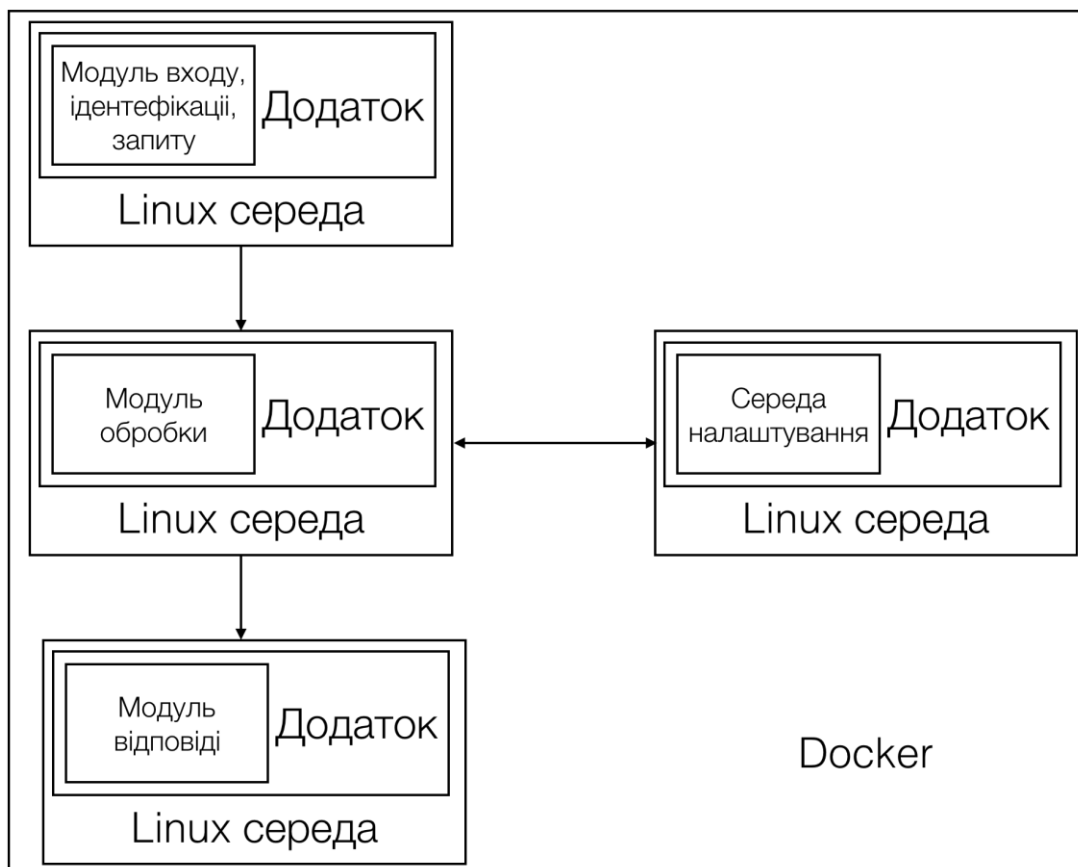 Модуль входу,
ідентефікаціі,
запиту
Додаток
Linux середа
Модуль
обробки
Додаток
Linux середа
Середа
налаштування
Додаток
Linux середа
Модуль
відповіді
Додаток
Linux середа
Docker